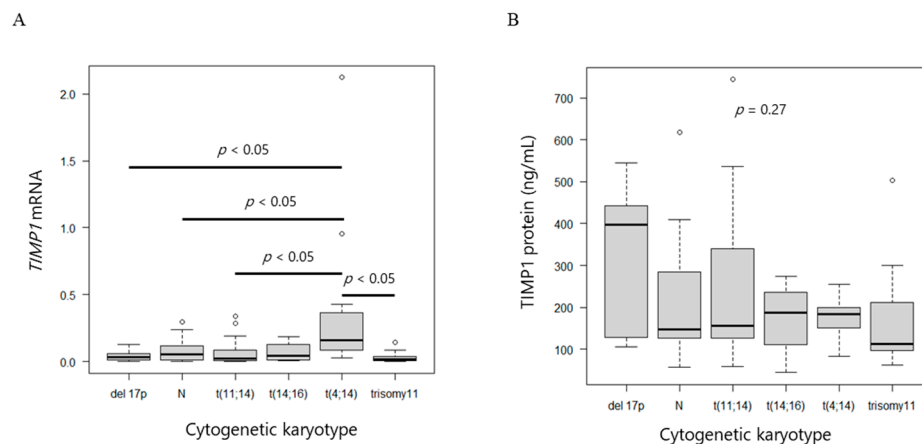 A
TIMP1 mRNA
2.0
1.5
1.0
0.5
0.0
p < 0.05
p < 0.05
p < 0.05
p < 0.05
del 17p N t(11;14) t(14;16) t(4;14) trisomy11
Cytogenetic karyotype
B
TIMP1 protein (ng/mL)
700
600
500
400
300
200
100
p = 0.27
del 17p N t(11;14) t(14;16) t(4;14) trisomy11
Cytogenetic karyotype